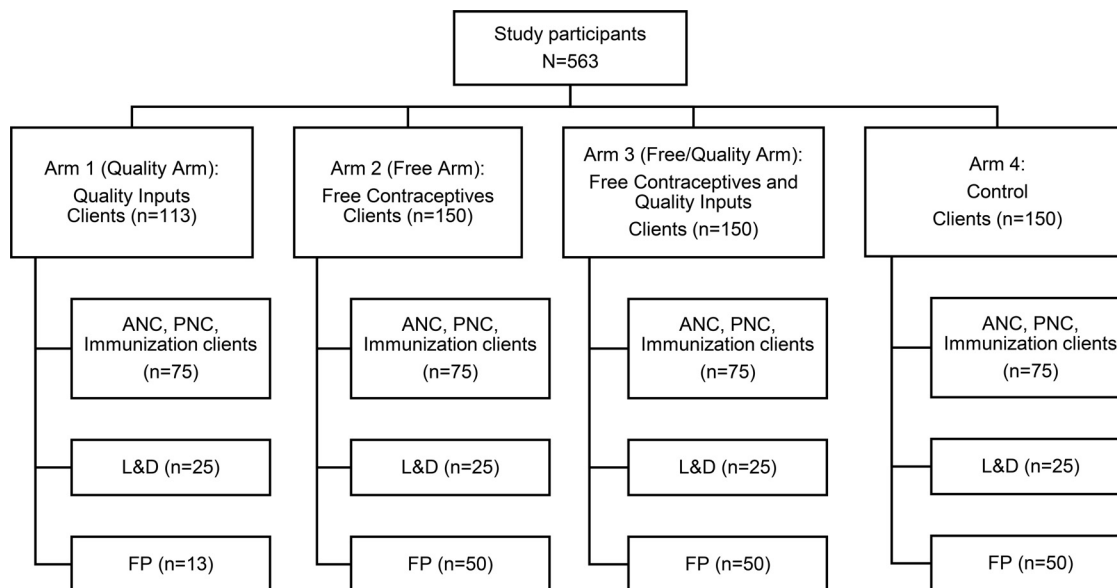 Study participants
N=563
Arm 1 (Quality Arm):
Quality Inputs
Clients (n=113)
Arm 2 (Free Arm):
Free Contraceptives
Clients (n=150)
Arm 3 (Free/Quality Arm):
Free Contraceptives and
Quality Inputs
Clients (n=150)
Arm 4:
Control
Clients (n=150)
ANC, PNC,
Immunization clients
(n=75)
ANC, PNC,
Immunization clients
(n=75)
ANC, PNC,
Immunization clients
(n=75)
ANC, PNC,
Immunization clients
(n=75)
L&D (n=25)
L&D (n=25)
L&D (n=25)
L&D (n=25)
FP (n=13)
FP (n=50)
FP (n=50)
FP (n=50)